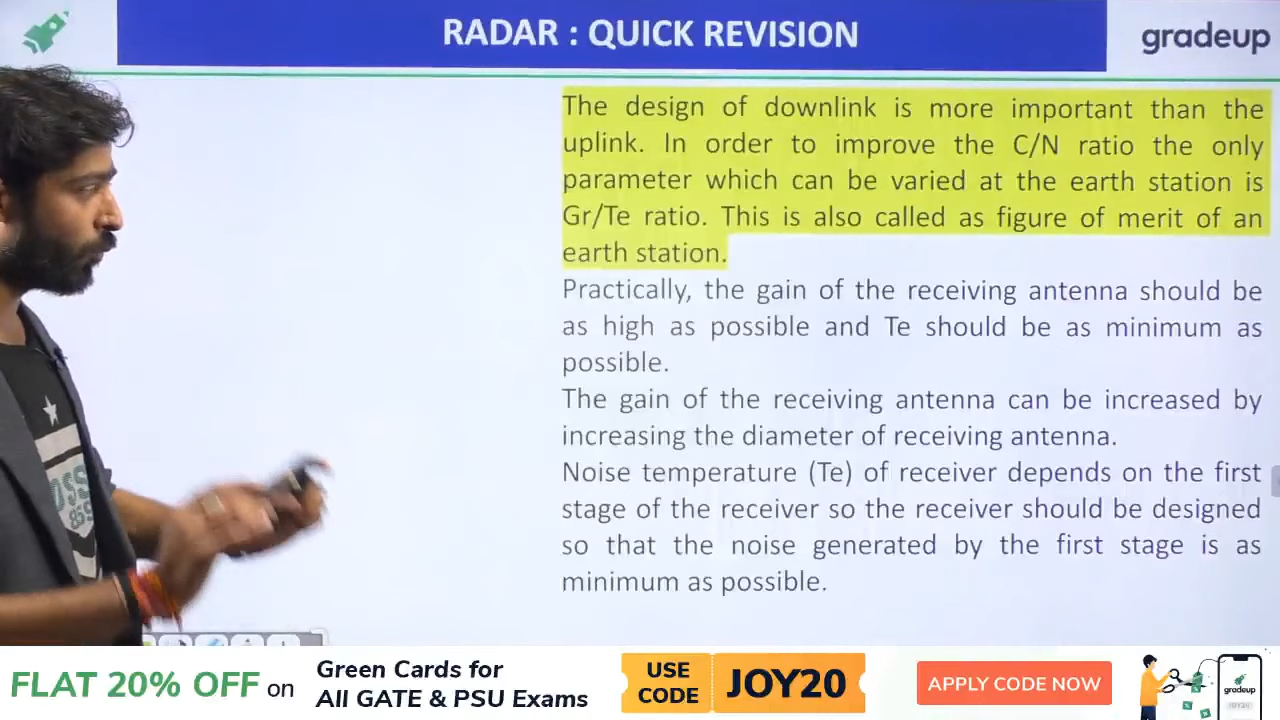 RADAR : QUICK REVISION
gradeup
The design of downlink is more important than the
uplink. In order to improve the C/N ratio the only
parameter which can be varied at the earth station is
Gr/Te ratio. This is also called as figure of merit of an
earth station.
Practically, the gain of the receiving antenna should be
as high as possible and Te should be as minimum as
possible.
The gain of the receiving antenna can be increased by
increasing the diameter of receiving antenna.
Noise temperature (Te) of receiver depends on the first
stage of the receiver so the receiver should be designed
so that the noise generated by the first stage is as
minimum as possible.
FLAT 20% OFF on
Green Cards for
All GATE & PSU Exams
USE
CODE
JOY20
APPLY CODE NOW
gradeup